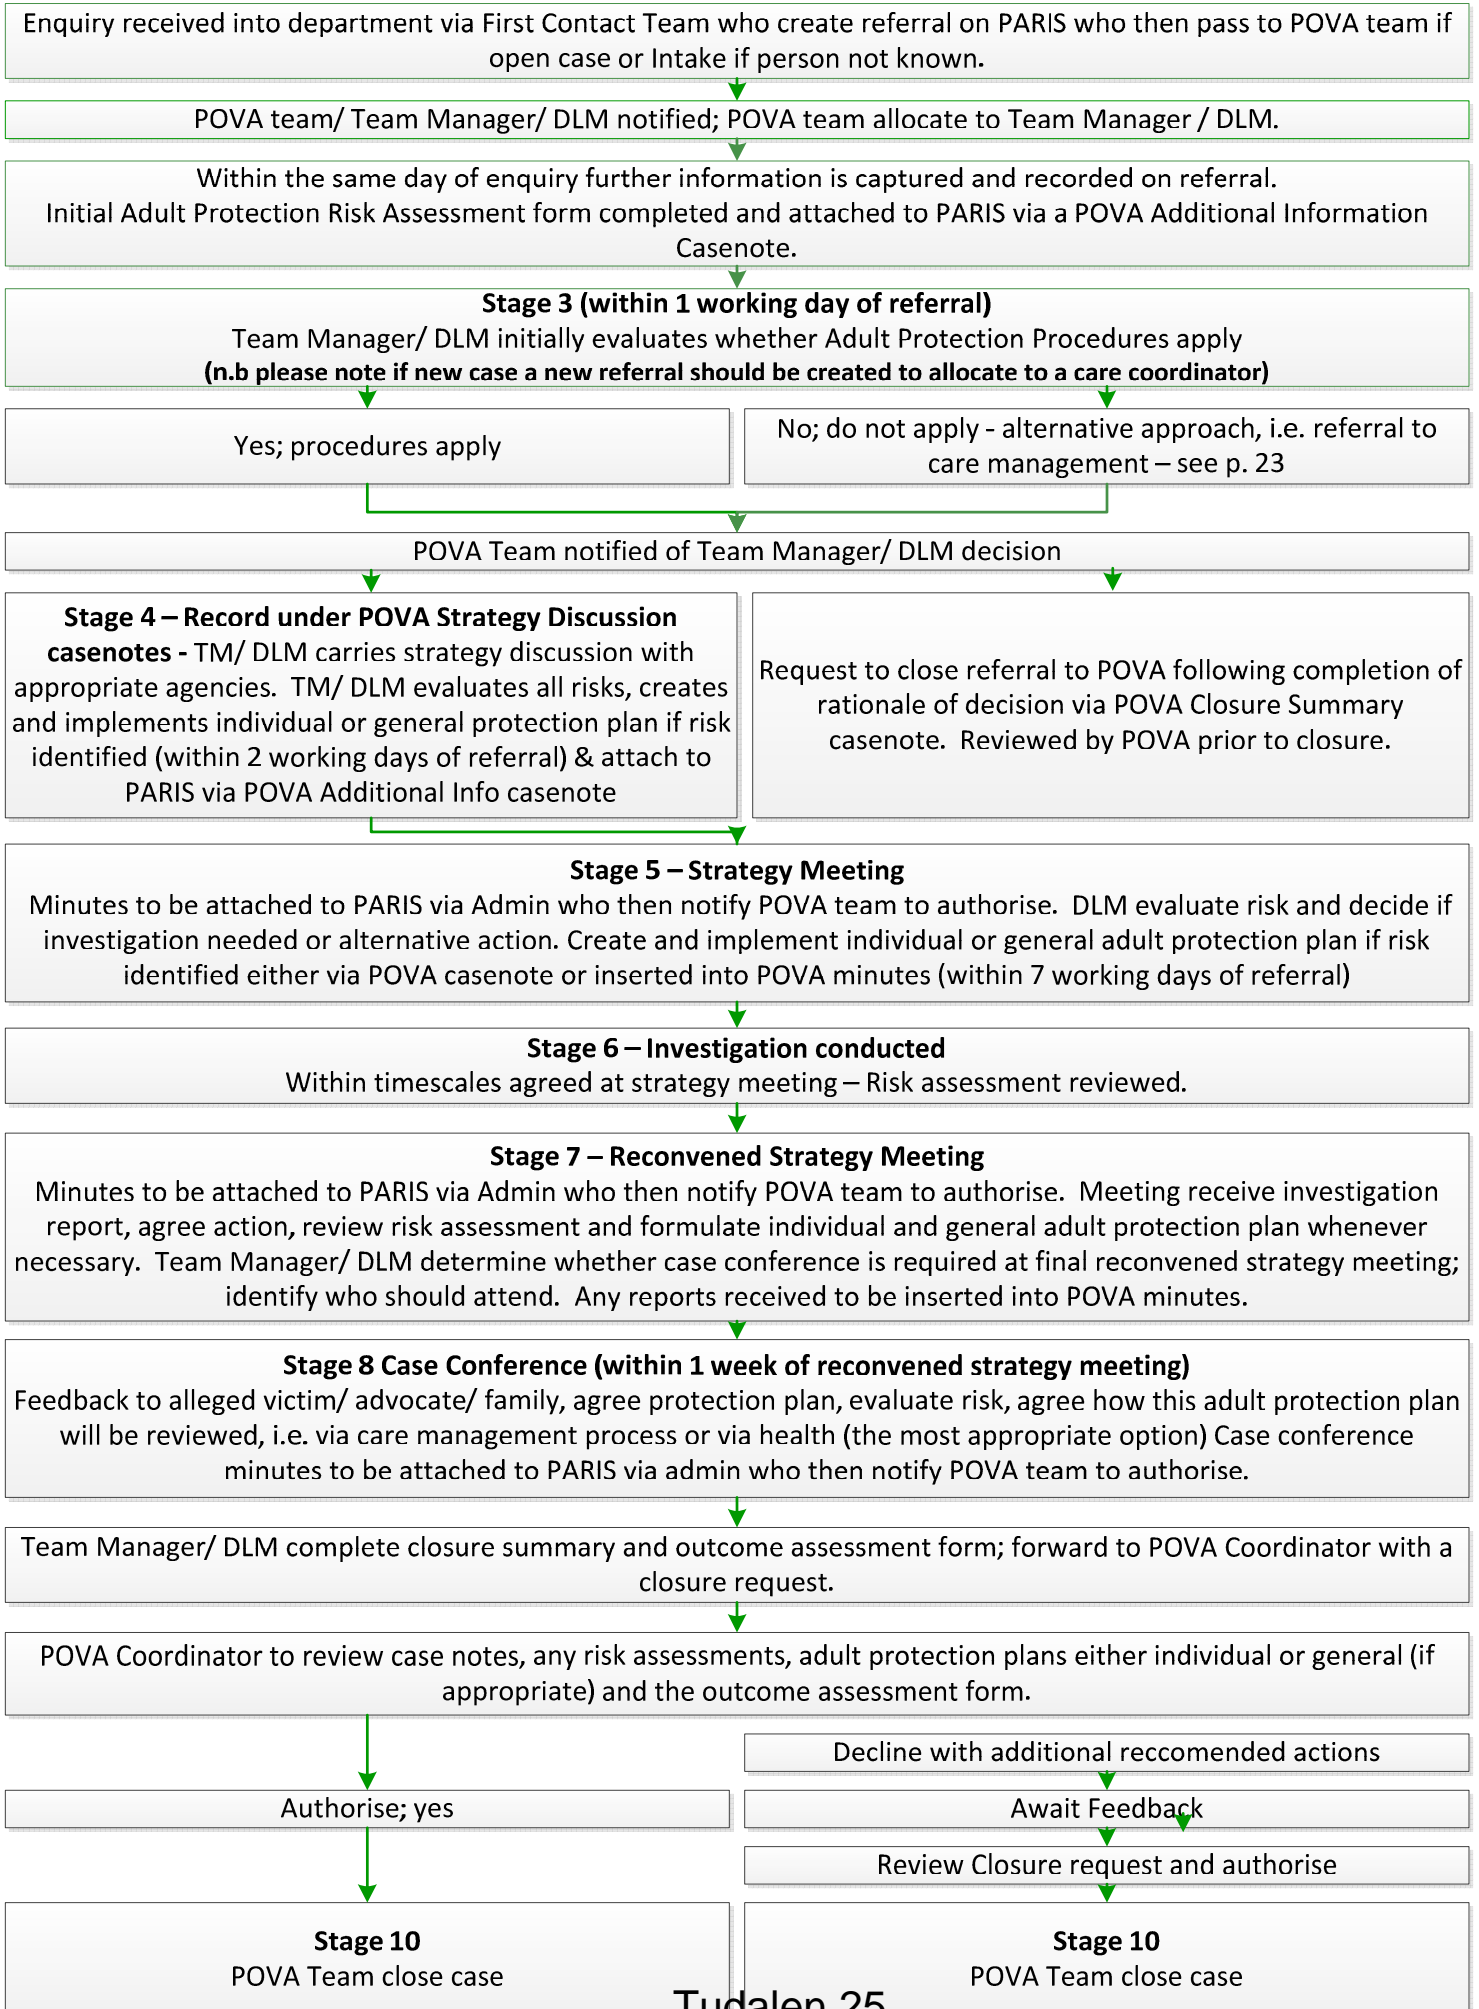 Enquiry received into department via First Contact Team who create referral on PARIS who then pass to POVA team if
open case or Intake if person not known.
POVA team/ Team Manager/ DLM notified; POVA team allocate to Team Manager / DLM.
Within the same day of enquiry further information is captured and recorded on referral.
Initial Adult Protection Risk Assessment form completed and attached to PARIS via a POVA Additional Information
Casenote.
Stage 3 (within 1 working day of referral)
Team Manager/ DLM initially evaluates whether Adult Protection Procedures apply
(n.b please note if new case a new referral should be created to allocate to a care coordinator)
Yes; procedures apply
No; do not apply - alternative approach, i.e. referral to
care management – see p. 23
POVA Team notified of Team Manager/ DLM decision
Stage 4 – Record under POVA Strategy Discussion
casenotes - TM/ DLM carries strategy discussion with
appropriate agencies.  TM/ DLM evaluates all risks, creates
and implements individual or general protection plan if risk
identified (within 2 working days of referral) & attach to
PARIS via POVA Additional Info casenote
Request to close referral to POVA following completion of
rationale of decision via POVA Closure Summary
casenote.  Reviewed by POVA prior to closure.
Stage 5 – Strategy Meeting
Minutes to be attached to PARIS via Admin who then notify POVA team to authorise.  DLM evaluate risk and decide if
investigation needed or alternative action. Create and implement individual or general adult protection plan if risk
identified either via POVA casenote or inserted into POVA minutes (within 7 working days of referral)
Stage 6 – Investigation conducted
Within timescales agreed at strategy meeting – Risk assessment reviewed.
Stage 7 – Reconvened Strategy Meeting
Minutes to be attached to PARIS via Admin who then notify POVA team to authorise.  Meeting receive investigation
report, agree action, review risk assessment and formulate individual and general adult protection plan whenever
necessary.  Team Manager/ DLM determine whether case conference is required at final reconvened strategy meeting;
identify who should attend.  Any reports received to be inserted into POVA minutes.
Stage 8 Case Conference (within 1 week of reconvened strategy meeting)
Feedback to alleged victim/ advocate/ family, agree protection plan, evaluate risk, agree how this adult protection plan
will be reviewed, i.e. via care management process or via health (the most appropriate option) Case conference
minutes to be attached to PARIS via admin who then notify POVA team to authorise.
Team Manager/ DLM complete closure summary and outcome assessment form; forward to POVA Coordinator with a
closure request.
POVA Coordinator to review case notes, any risk assessments, adult protection plans either individual or general (if
appropriate) and the outcome assessment form.
Decline with additional reccomended actions
Authorise; yes
Await Feedback
Review Closure request and authorise
Stage 10
POVA Team close case
Stage 10
POVA Team close case
Tudalen 25